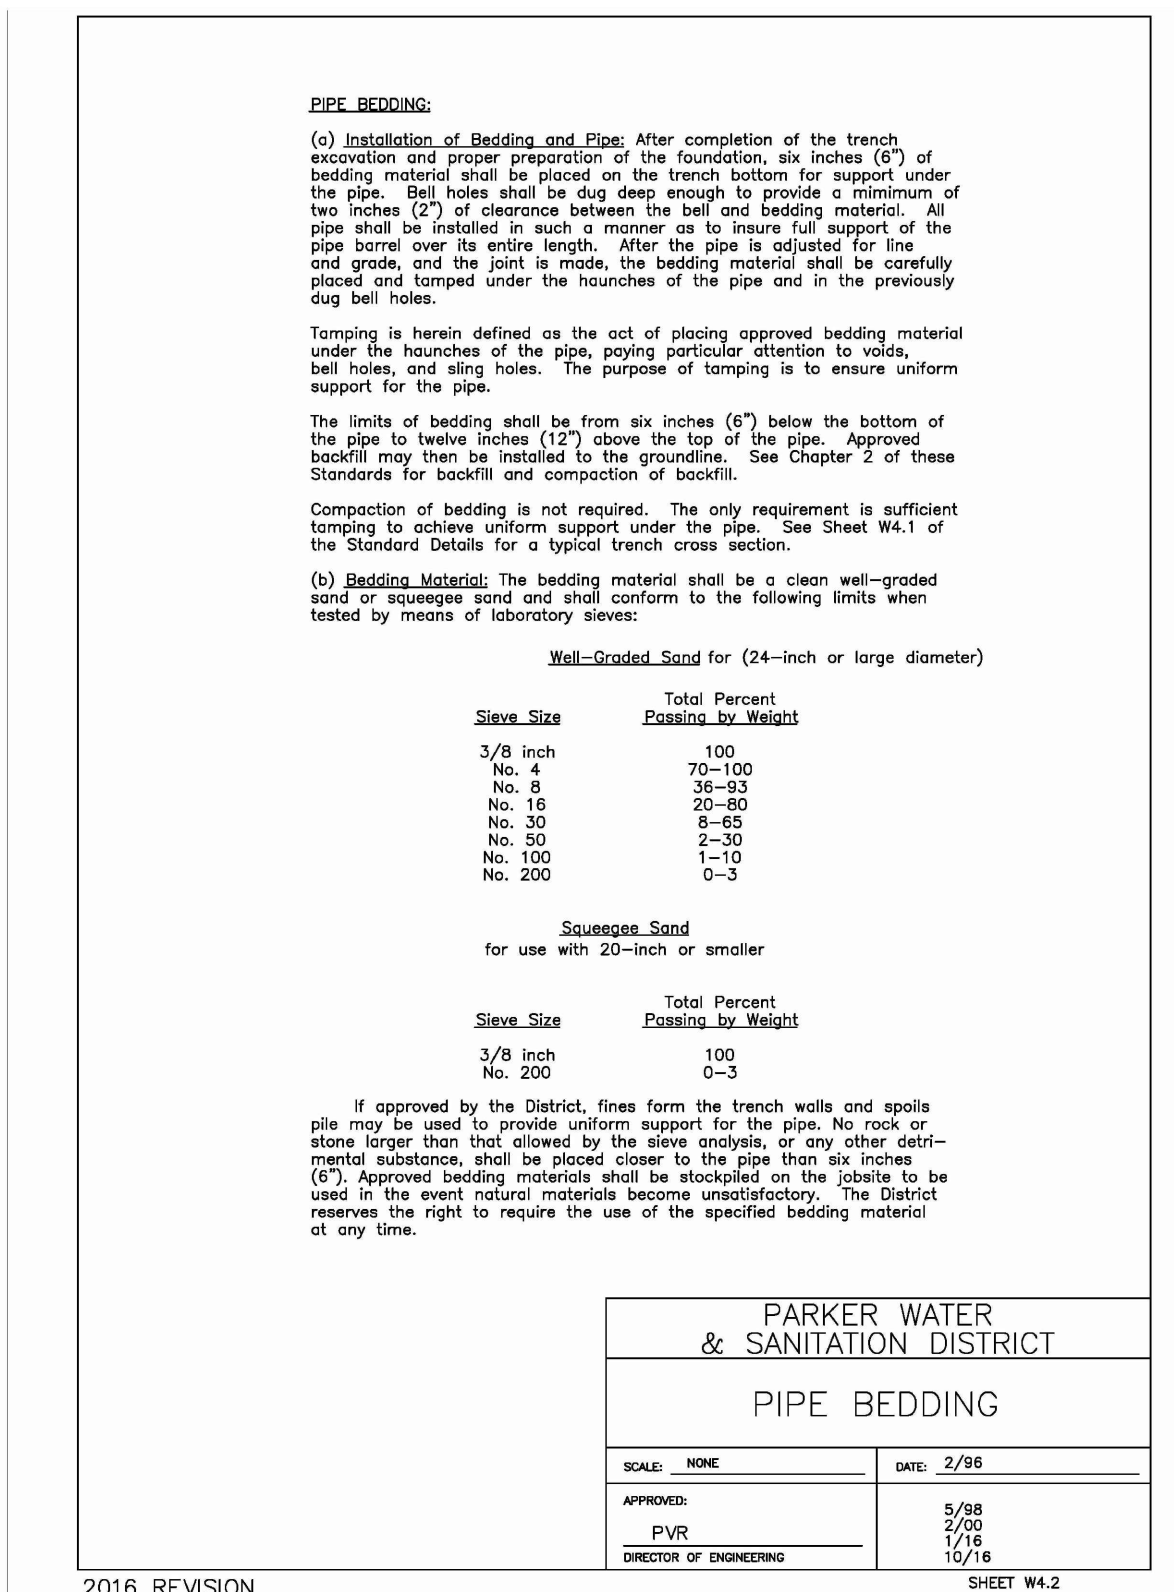 PIPE BEDDING:
(a) Installation of Bedding and Pipe: After completion of the trench
excavation and proper preparation of the foundation, six inches (6") of
bedding material shall be placed on the trench bottom for support under
the pipe. Bell holes shall be dug deep enough to provide a mimimum of
two inches (2") of clearance between the bell and bedding material. All
pipe shall be installed in such a manner as to insure full support of the
pipe barrel over its entire length. After the pipe is adjusted for line
and grade, and the joint is made, the bedding material shall be carefully
placed and tamped under the haunches of the pipe and in the previously
dug bell holes.
Tamping is herein defined as the act of placing approved bedding material
under the haunches of the pipe, paying particular attention to voids,
bell holes, and sling holes. The purpose of tamping is to ensure uniform
support for the pipe.
The limits of bedding shall be from six inches (6") below the bottom of
the pipe to twelve inches (12") above the top of the pipe. Approved
backfill may then be installed to the groundline. See Chapter 2 of these
Standards for backfill and compaction of backfill.
Compaction of bedding is not required. The only requirement is sufficient
tamping to achieve uniform support under the pipe. See Sheet W4.1 of
the Standard Details for a typical trench cross section.
(b) Bedding Material: The bedding material shall be a clean well-graded
sand or squeegee sand and shall conform to the following limits when
tested by means of laboratory sieves:
Well-Graded Sand for (24-inch or large diameter)
Total Percent
Sieve Size Passing by Weight
3/8 inch 100
No. 4 70-100
No. 8 36-93
No. 16 20-80
No. 30 8-65
No. 50 2-30
No. 100 1-10
No. 200 0-3
Squeegee Sand
for use with 20-inch or smaller
Total Percent
Sieve Size Passing by Weight
3/8 inch 100
No. 200 0-3
If approved by the District, fines form the trench walls and spoils
pile may be used to provide uniform support for the pipe. No rock or
stone larger than that allowed by the sieve analysis, or any other detri-
mental substance, shall be placed closer to the pipe than six inches
(6"). Approved bedding materials shall be stockpiled on the jobsite to be
used in the event natural materials become unsatisfactory. The District
reserves the right to require the use of the specified bedding material
at any time.
PARKER WATER
& SANITATION DISTRICT
PIPE BEDDING
SCALE: NONE
DATE: 2/96
APPROVED:
PVR
DIRECTOR OF ENGINEERING
5/98
2/00
1/16
10/16
2016 REVISION
SHEET W4.2